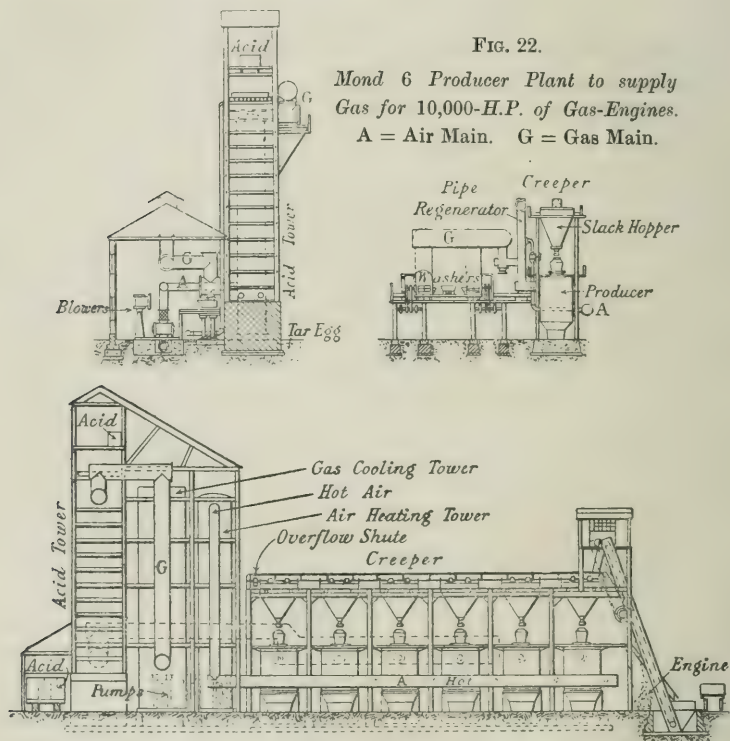 FIG. 22.
Mond 6 Producer Plant to supply
Gas for 10,000-H.P. of Gas-Engines.
A = Air Main. G = Gas Main.
Acid
G
Acid Tower
G
A
Blowers
Tar Egg
Pipe
Regenerator
Creeper
Slack Hopper
G
Washers
Producer
A
Acid
Gas Cooling Tower
Hot Air
Air Heating Tower
Overflow Shute
Creeper
Acid Tower
G
Acid
Pumps
A Hot
Engine